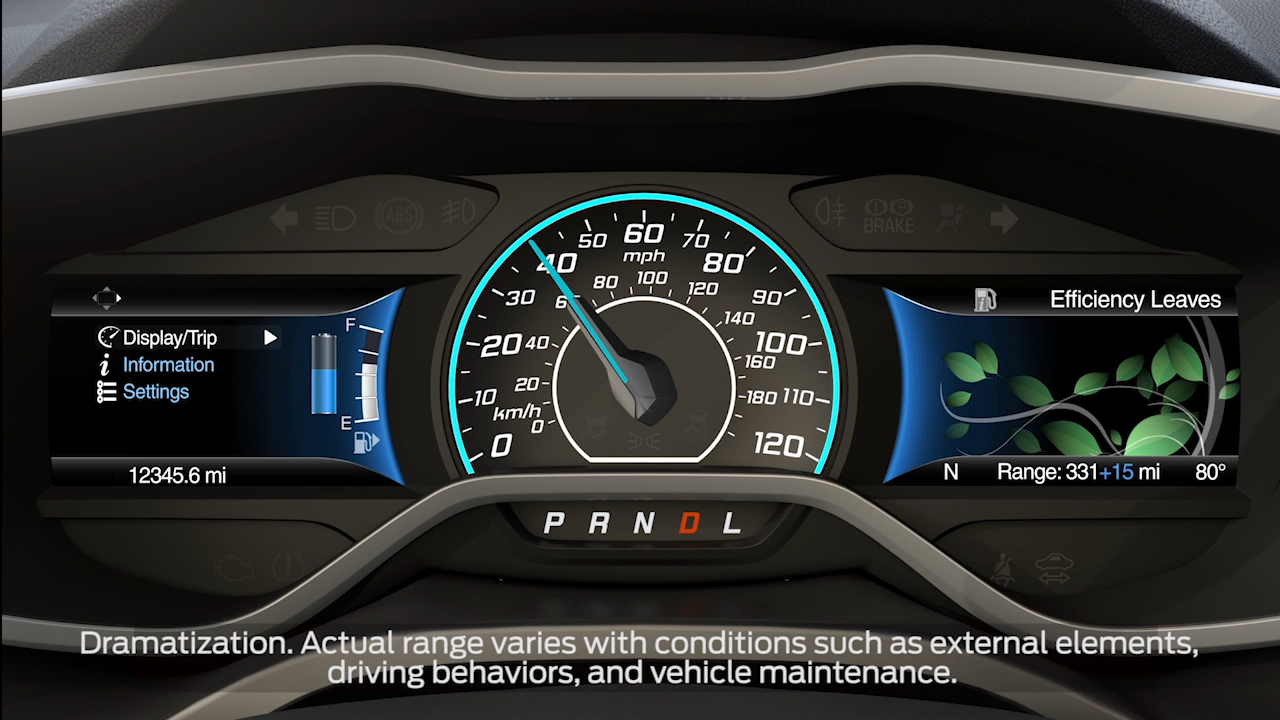 ABS
BRAKE
Display/Trip
Information
Settings
F
E
12345.6 mi
0
10
20
30
40
50
60
70
80
90
100
110
120
mph
km/h
0
20
40
80
100
120
140
160
180
Efficiency Leaves
N
Range: 331+15 mi
80°
P R N D L
Dramatization. Actual range varies with conditions such as external elements,
driving behaviors, and vehicle maintenance.